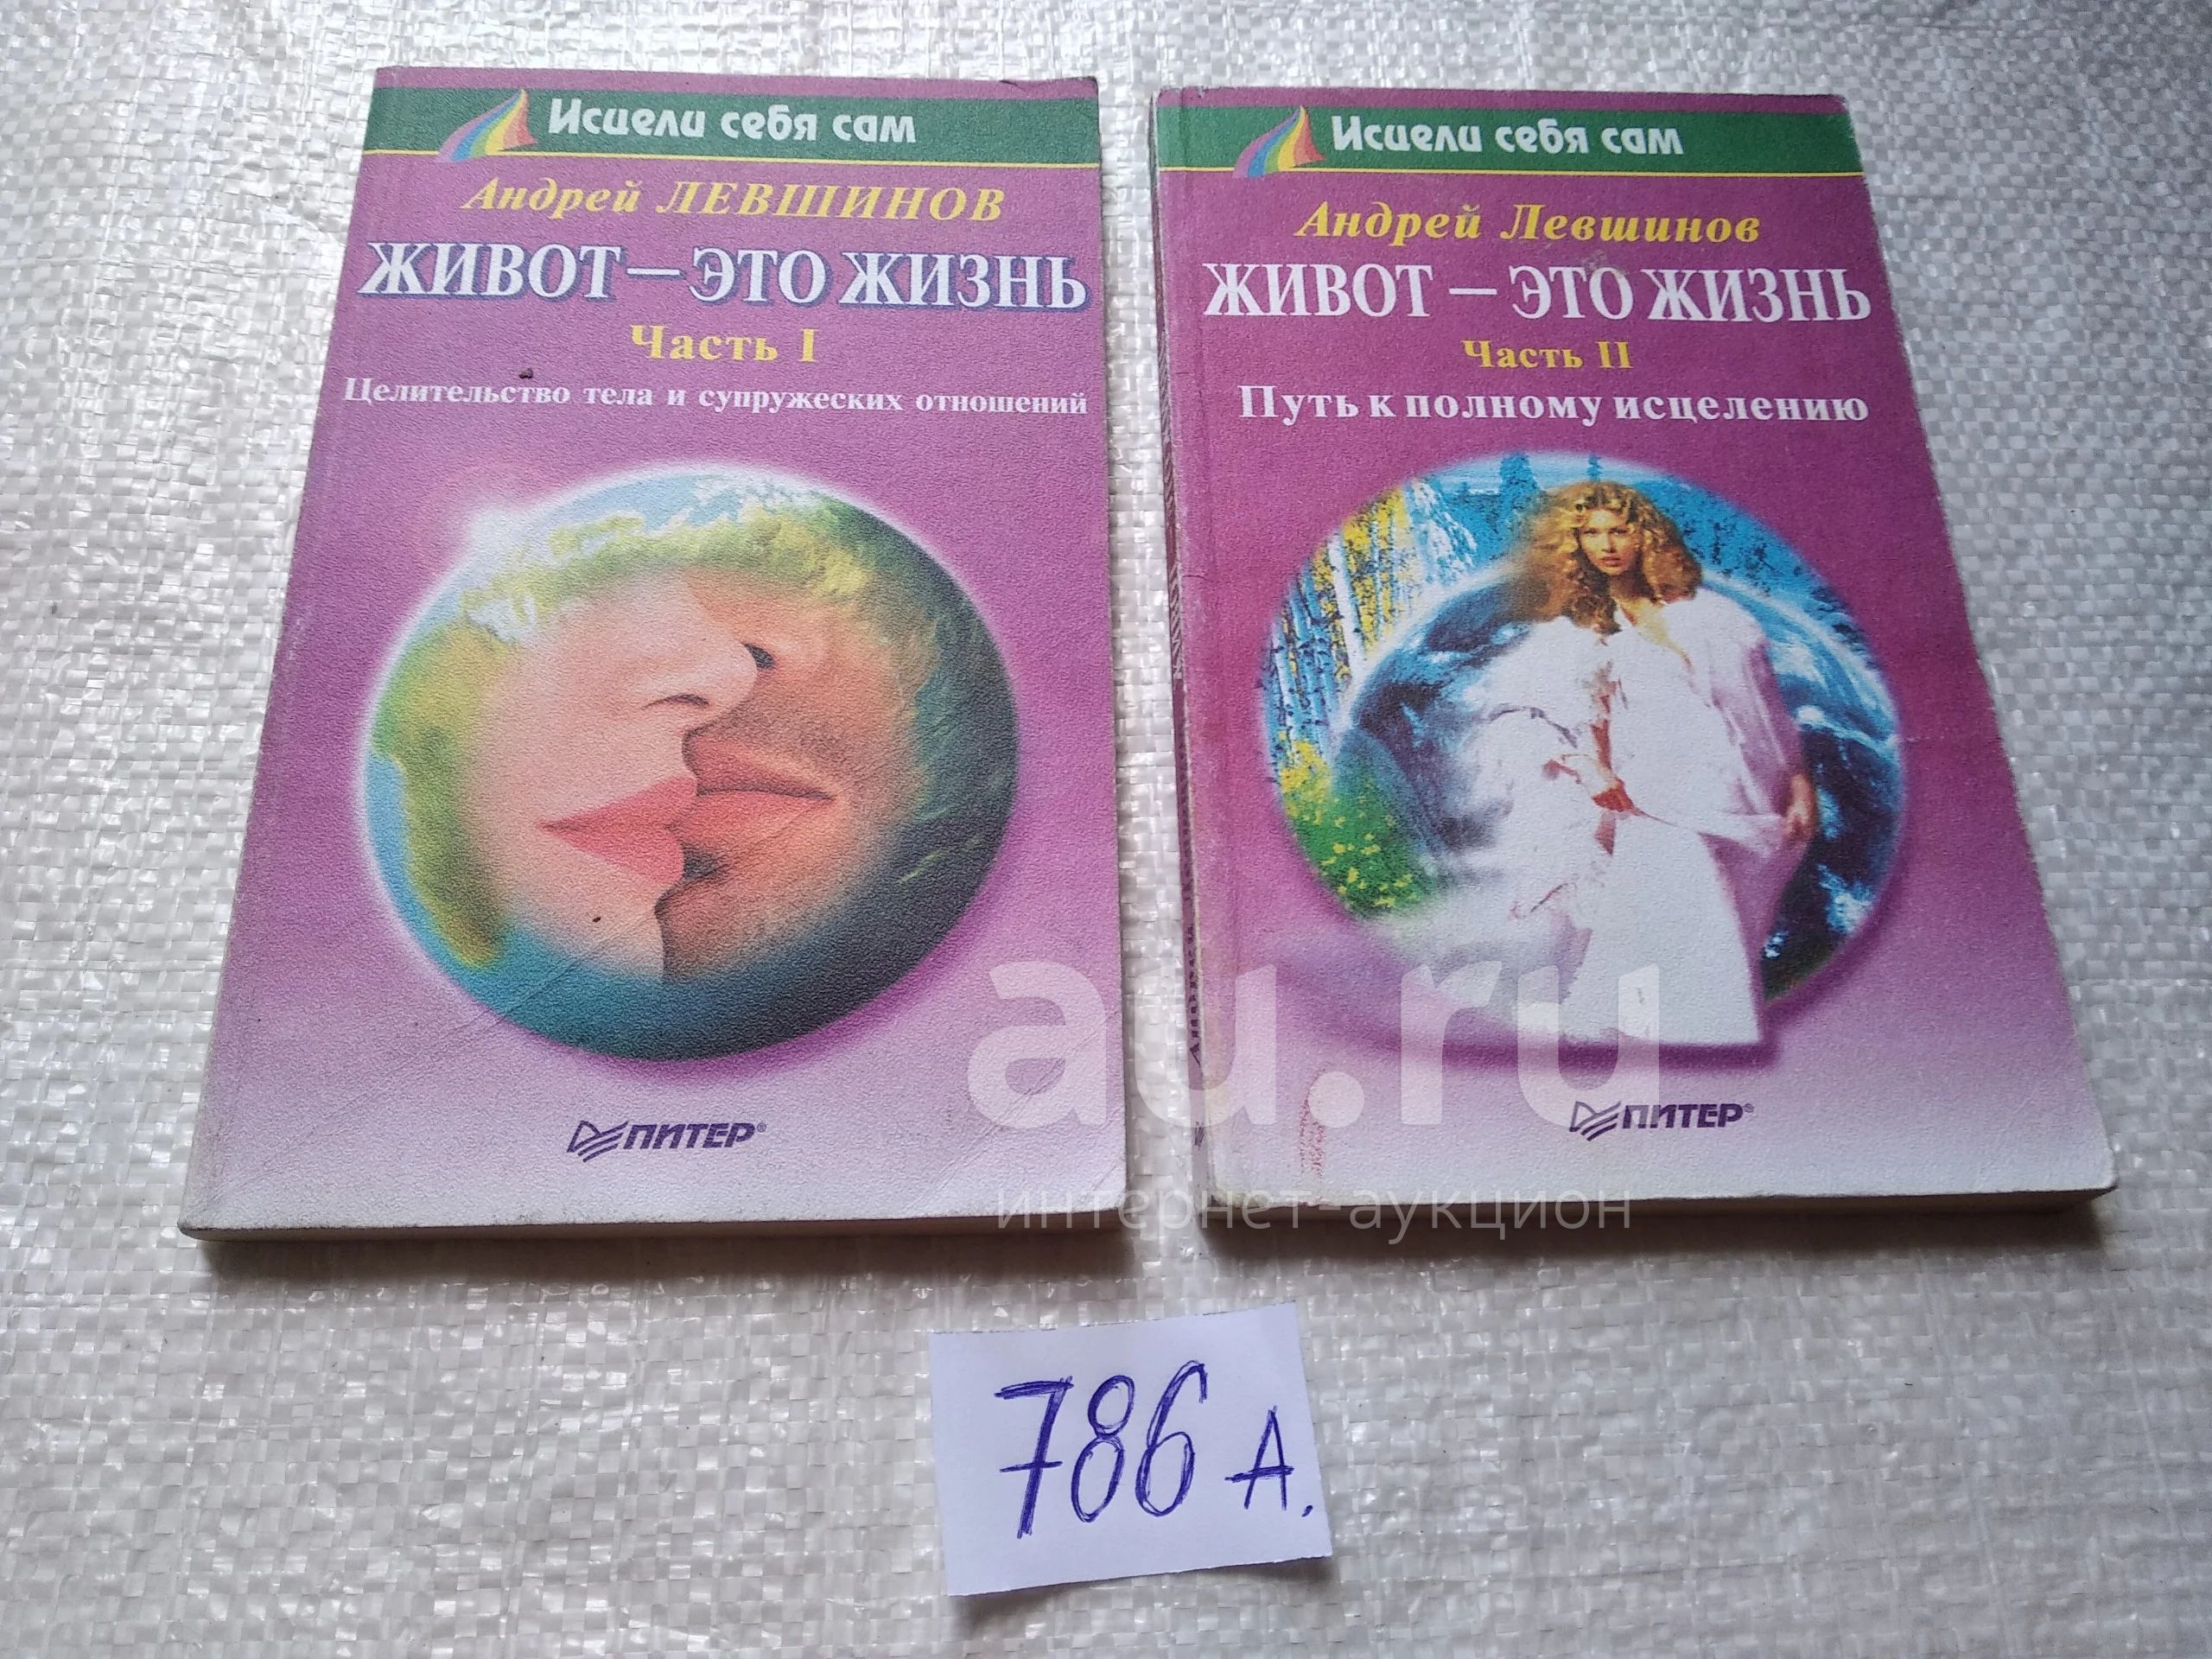 Исцели себя сам
Андрей ЛЕВШИНОВ
ЖИВОТ — ЭТО ЖИЗНЬ
Часть I
Целительство тела и супружеских отношений
ПИТЕР®
Исцели себя сам
Андрей Левшинов
ЖИВОТ — ЭТО ЖИЗНЬ
Часть II
Путь к полному исцелению
ПИТЕР®
au.ru
интернет-аукцион
786 А.